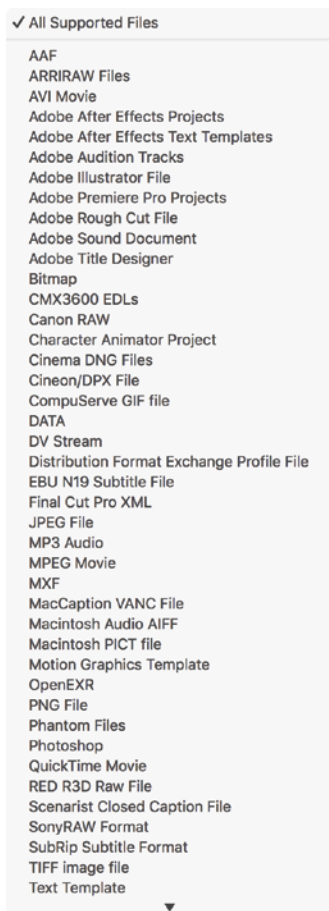 ✓ All Supported Files
AAF
ARRIRAW Files
AVI Movie
Adobe After Effects Projects
Adobe After Effects Text Templates
Adobe Audition Tracks
Adobe Illustrator File
Adobe Premiere Pro Projects
Adobe Rough Cut File
Adobe Sound Document
Adobe Title Designer
Bitmap
CMX3600 EDLs
Canon RAW
Character Animator Project
Cinema DNG Files
Cineon/DPX File
CompuServe GIF file
DATA
DV Stream
Distribution Format Exchange Profile File
EBU N19 Subtitle File
Final Cut Pro XML
JPEG File
MP3 Audio
MPEG Movie
MXF
MacCaption VANC File
Macintosh Audio AIFF
Macintosh PICT file
Motion Graphics Template
OpenEXR
PNG File
Phantom Files
Photoshop
QuickTime Movie
RED R3D Raw File
Scenarist Closed Caption File
SonyRAW Format
SubRip Subtitle Format
TIFF image file
Text Template